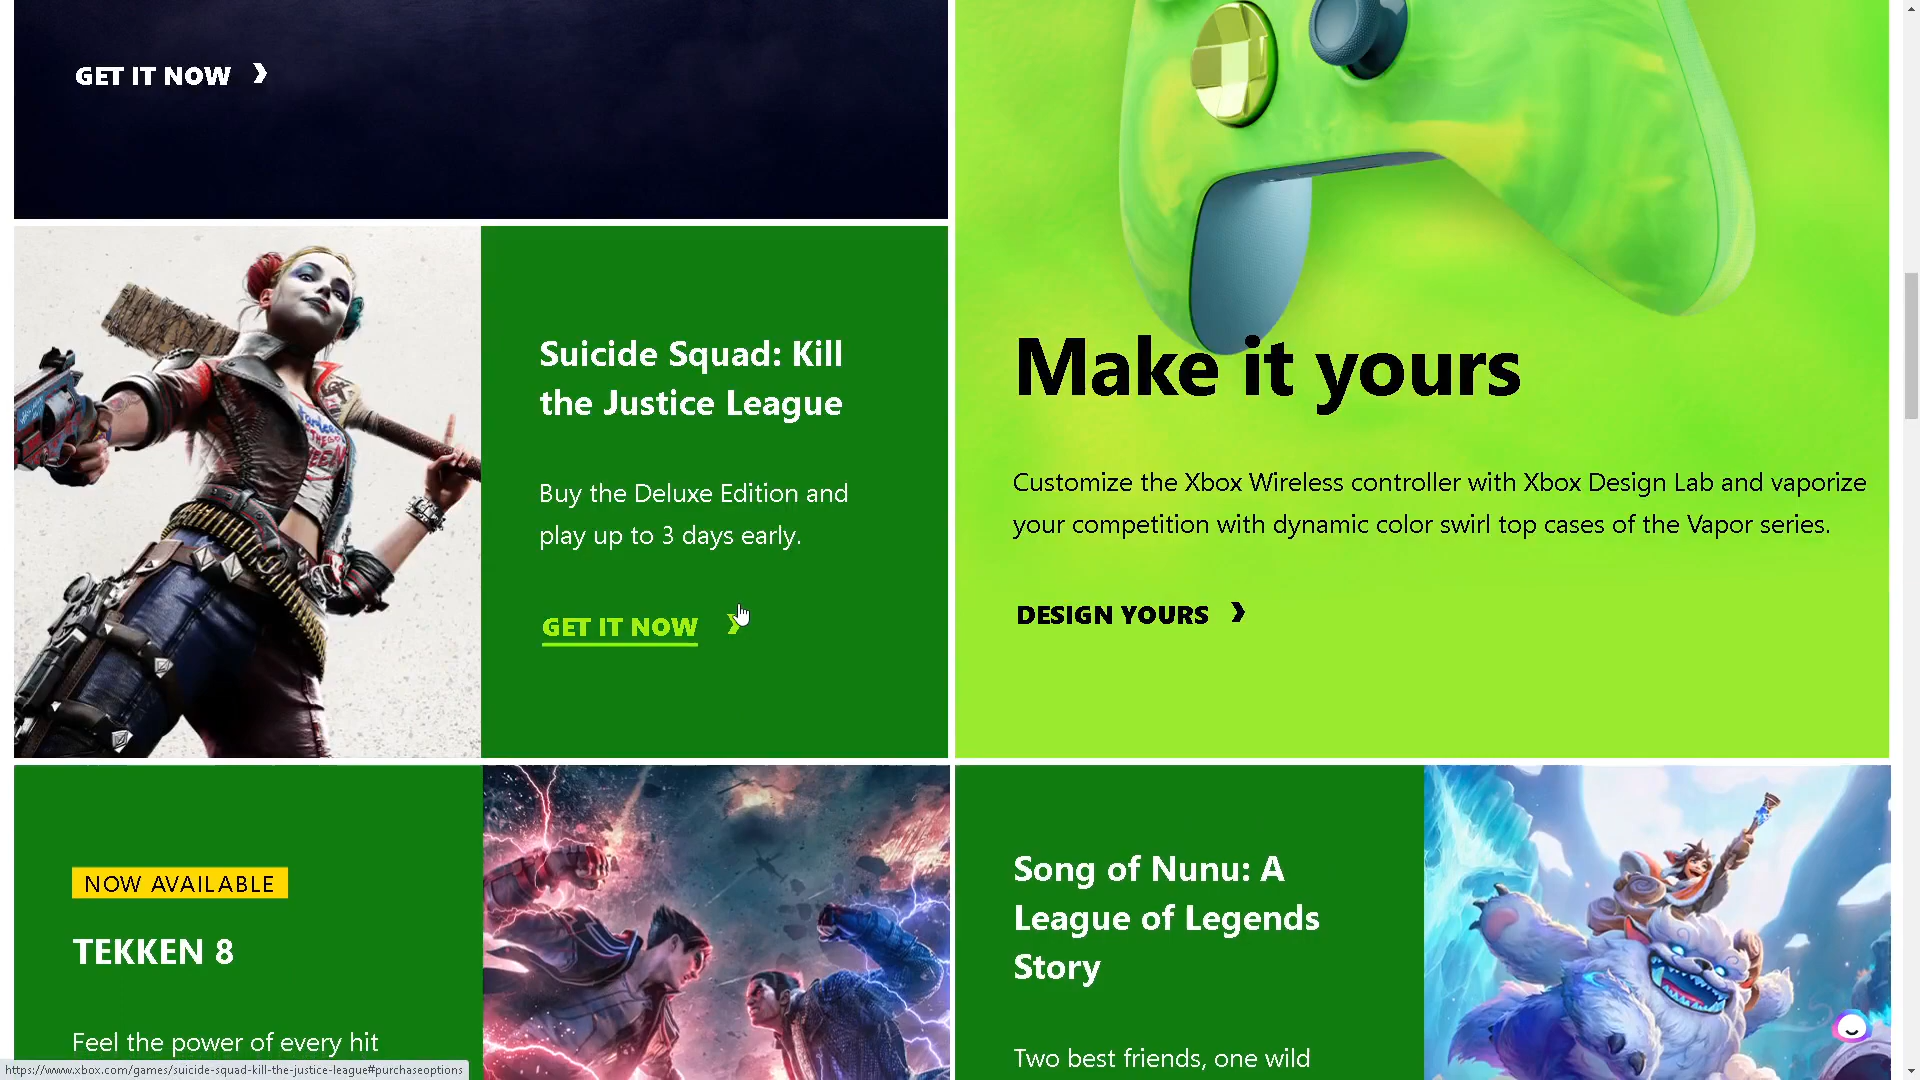 GET IT NOW
Suicide Squad: Kill
the Justice League
Buy the Deluxe Edition and
play up to 3 days early.
GET IT NOW
Make it yours
Customize the Xbox Wireless controller with Xbox Design Lab and vaporize
your competition with dynamic color swirl top cases of the Vapor series.
DESIGN YOURS
NOW AVAILABLE
TEKKEN 8
Feel the power of every hit
Song of Nunu: A
League of Legends
Story
Two best friends, one wild
https://www.xbox.com/games/suicide-squad-kill-the-justice-league#purchaseoptions